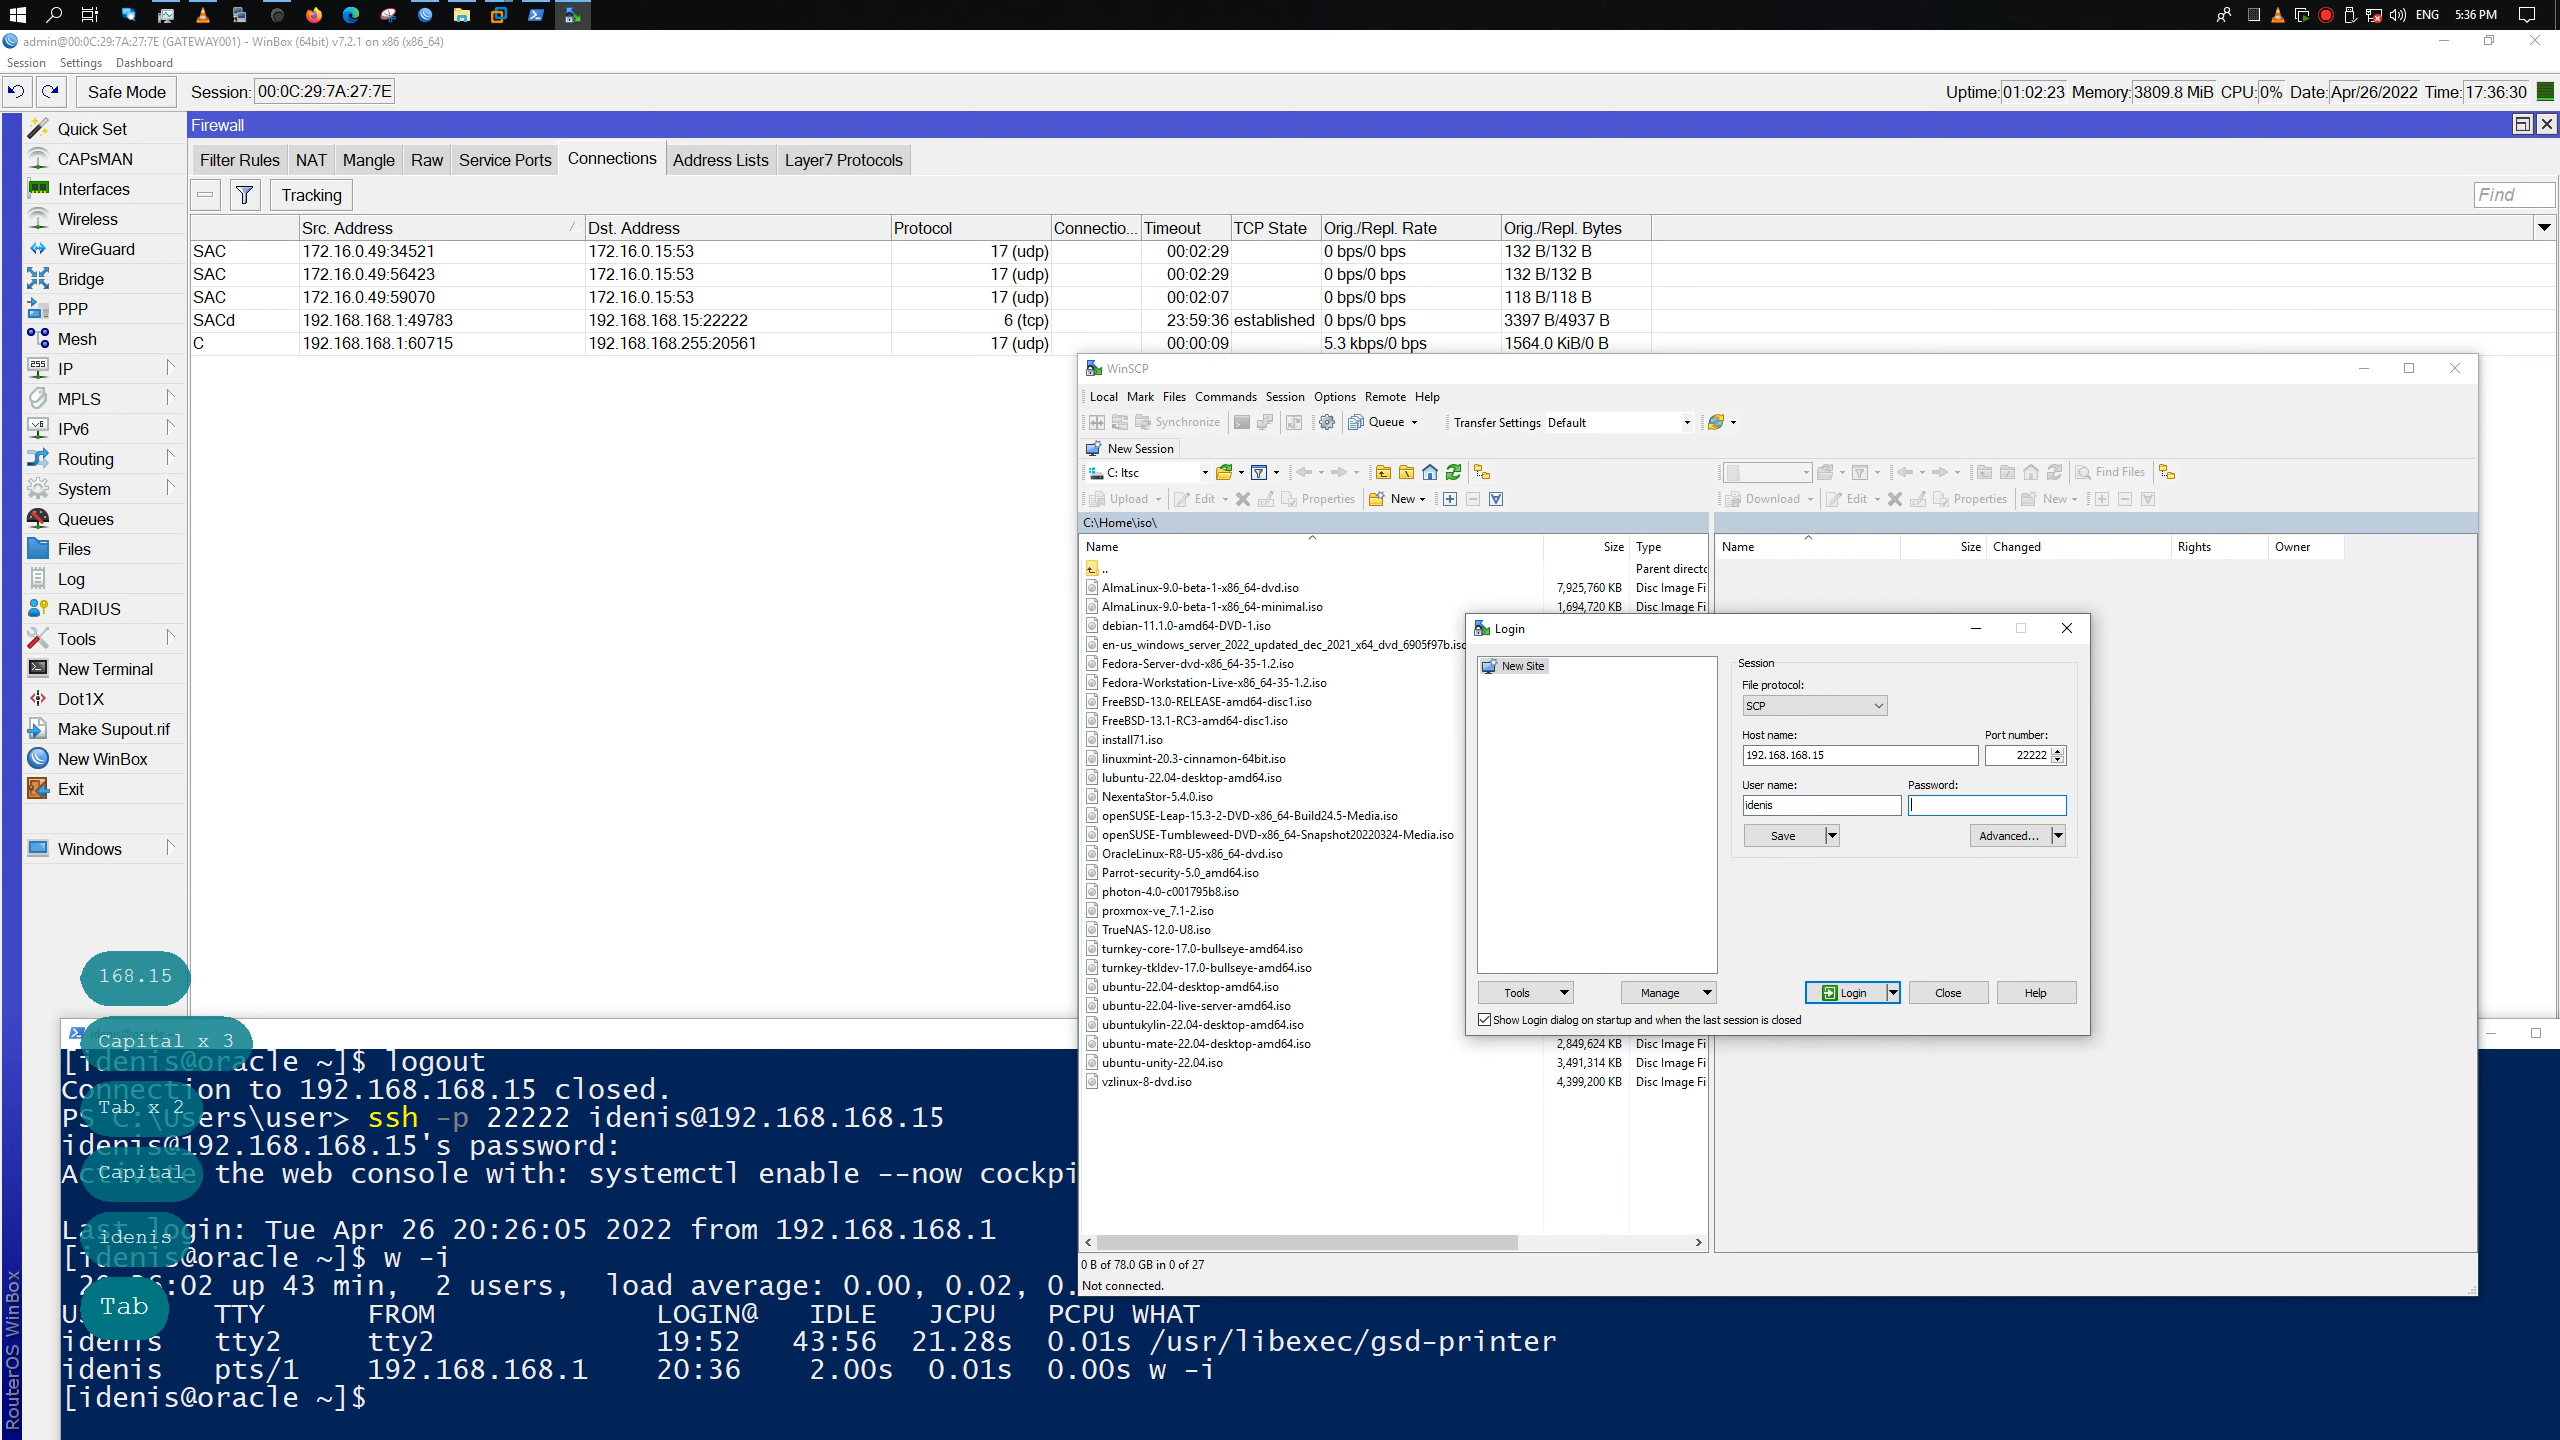 ENG 5:36 PM
admin@00:0C:29:7A:27:7E (GATEWAY001) - WinBox (64bit) v7.2.1 on x86 (x86_64)
Session Settings Dashboard
Safe Mode Session: 00:0C:29:7A:27:7E Uptime: 01:02:23 Memory: 3809.8 MiB CPU: 0% Date: Apr/26/2022 Time: 17:36:30
Quick Set
CAPsMAN
Interfaces
Wireless
WireGuard
Bridge
PPP
Mesh
IP
MPLS
IPv6
Routing
System
Queues
Files
Log
RADIUS
Tools
New Terminal
Dot1X
Make Supout.rif
New WinBox
Exit
Windows
RouterOS WinBox
Firewall
Filter Rules NAT Mangle Raw Service Ports Connections Address Lists Layer7 Protocols
Tracking Find
Src. Address Dst. Address Protocol Connectio... Timeout TCP State Orig./Repl. Rate Orig./Repl. Bytes
SAC 172.16.0.49:34521 172.16.0.15:53 17 (udp) 00:02:29 0 bps/0 bps 132 B/132 B
SAC 172.16.0.49:56423 172.16.0.15:53 17 (udp) 00:02:29 0 bps/0 bps 132 B/132 B
SAC 172.16.0.49:59070 172.16.0.15:53 17 (udp) 00:02:07 0 bps/0 bps 118 B/118 B
SACd 192.168.168.1:49783 192.168.168.15:22222 6 (tcp) 23:59:36 established 0 bps/0 bps 3397 B/4937 B
C 192.168.168.1:60715 192.168.168.255:20561 17 (udp) 00:00:09 5.3 kbps/0 bps 1564.0 KiB/0 B
WinSCP
Local Mark Files Commands Session Options Remote Help
Synchronize Queue Transfer Settings Default
New Session
C: ltsc Find Files
Upload Edit Properties New Download Edit Properties New
C:\Home\iso\
Name Size Type Name Size Changed Rights Owner
.. Parent directo
AlmaLinux-9.0-beta-1-x86_64-dvd.iso 7,925,760 KB Disc Image Fi
AlmaLinux-9.0-beta-1-x86_64-minimal.iso 1,694,720 KB Disc Image Fi
debian-11.1.0-amd64-DVD-1.iso
en-us_windows_server_2022_updated_dec_2021_x64_dvd_6905f97b.iso
Fedora-Server-dvd-x86_64-35-1.2.iso
Fedora-Workstation-Live-x86_64-35-1.2.iso
FreeBSD-13.0-RELEASE-amd64-disc1.iso
FreeBSD-13.1-RC3-amd64-disc1.iso
install71.iso
linuxmint-20.3-cinnamon-64bit.iso
lubuntu-22.04-desktop-amd64.iso
NexentaStor-5.4.0.iso
openSUSE-Leap-15.3-2-DVD-x86_64-Build24.5-Media.iso
openSUSE-Tumbleweed-DVD-x86_64-Snapshot20220324-Media.iso
OracleLinux-R8-U5-x86_64-dvd.iso
Parrot-security-5.0_amd64.iso
photon-4.0-c001795b8.iso
proxmox-ve_7.1-2.iso
TrueNAS-12.0-U8.iso
turnkey-core-17.0-bullseye-amd64.iso
turnkey-tkldev-17.0-bullseye-amd64.iso
ubuntu-22.04-desktop-amd64.iso
ubuntu-22.04-live-server-amd64.iso
ubuntukylin-22.04-desktop-amd64.iso
ubuntu-mate-22.04-desktop-amd64.iso 2,849,624 KB Disc Image Fi
ubuntu-unity-22.04.iso 3,491,314 KB Disc Image Fi
vzlinux-8-dvd.iso 4,399,200 KB Disc Image Fi
0 B of 78.0 GB in 0 of 27
Not connected.
Login
New Site
Session
File protocol:
SCP
Host name: Port number:
192.168.168.15 22222
User name: Password:
idenis
Save Advanced...
Tools Manage Login Close Help
Show Login dialog on startup and when the last session is closed
168.15
Capital x 3
Tab x 2
Capital
idenis
Tab
[idenis@oracle ~]$ logout
Connection to 192.168.168.15 closed.
PS C:\Users\user> ssh -p 22222 idenis@192.168.168.15
idenis@192.168.168.15's password:
Activate the web console with: systemctl enable --now cockpi
Last login: Tue Apr 26 20:26:05 2022 from 192.168.168.1
[idenis@oracle ~]$ w -i
20:36:02 up 43 min, 2 users, load average: 0.00, 0.02, 0.
TTY FROM LOGIN@ IDLE JCPU PCPU WHAT
idenis tty2 tty2 19:52 43:56 21.28s 0.01s /usr/libexec/gsd-printer
idenis pts/1 192.168.168.1 20:36 2.00s 0.01s 0.00s w -i
[idenis@oracle ~]$